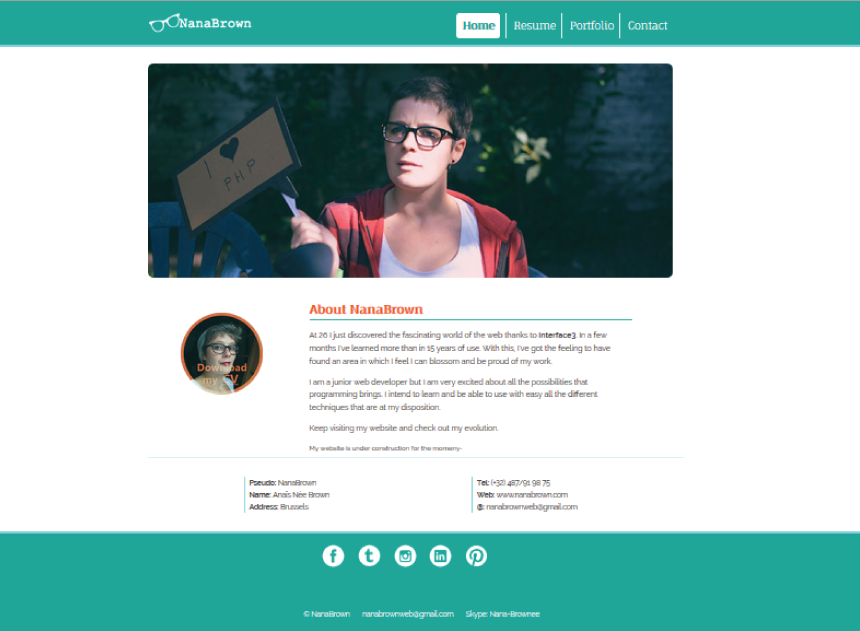 NanaBrown
Home Resume Portfolio Contact
I ♥
PHP
About NanaBrown
At 26 I just discovered the fascinating world of the web thanks to Interface3. In a few
months I've learned more than in 15 years of use. With this, I've got the feeling to have
found an area in which I feel I can blossom and be proud of my work.
Download
my CV
I am a junior web developer but I am very excited about all the possibilities that
programming brings. I intend to learn and be able to use with easy all the different
techniques that are at my disposition.
Keep visiting my website and check out my evolution.
My website is under construction for the momeny-
Pseudo: NanaBrown
Name: Anaïs Née Brown
Address: Brussels
Tel: (+32) 487/91 98 75
Web: www.nanabrown.com
@: nanabrownweb@gmail.com
© NanaBrown nanabrownweb@gmail.com Skype: Nana-Brownee